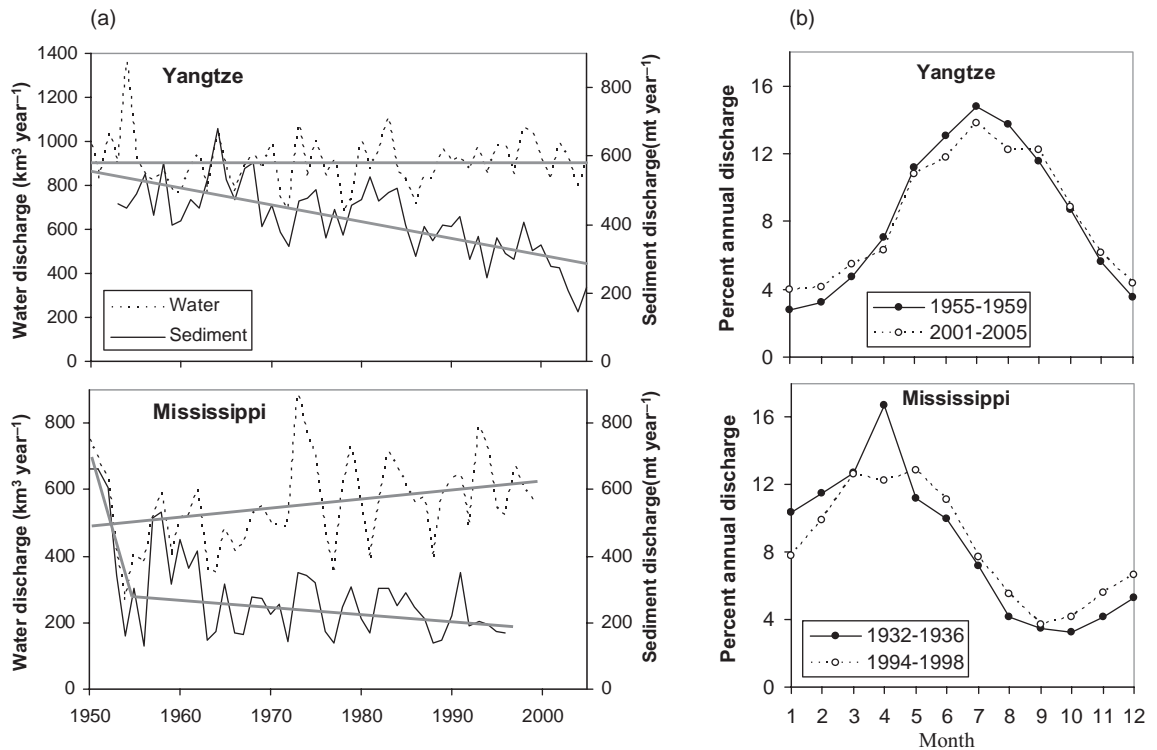 (a)
Yangtze
Water discharge (km³ year⁻¹)
1400
1200
1000
800
600
400
200
0
Water
Sediment
Sediment discharge(mt year⁻¹)
800
600
400
200
0
Mississippi
Water discharge (km³ year⁻¹)
800
600
400
200
0
Sediment discharge(mt year⁻¹)
800
600
400
200
0
1950 1960 1970 1980 1990 2000
(b)
Yangtze
Percent annual discharge
16
12
8
4
0
1955-1959
2001-2005
Mississippi
Percent annual discharge
16
12
8
4
0
1932-1936
1994-1998
1 2 3 4 5 6 7 8 9 10 11 12
Month